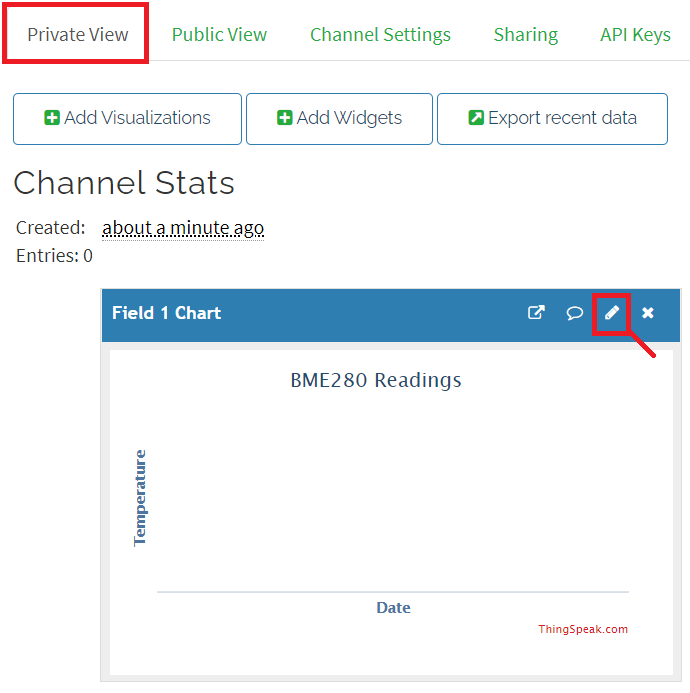 Private View Public View Channel Settings Sharing API Keys
Add Visualizations Add Widgets Export recent data
Channel Stats
Created: about a minute ago
Entries: 0
Field 1 Chart
BME280 Readings
Temperature
Date
ThingSpeak.com